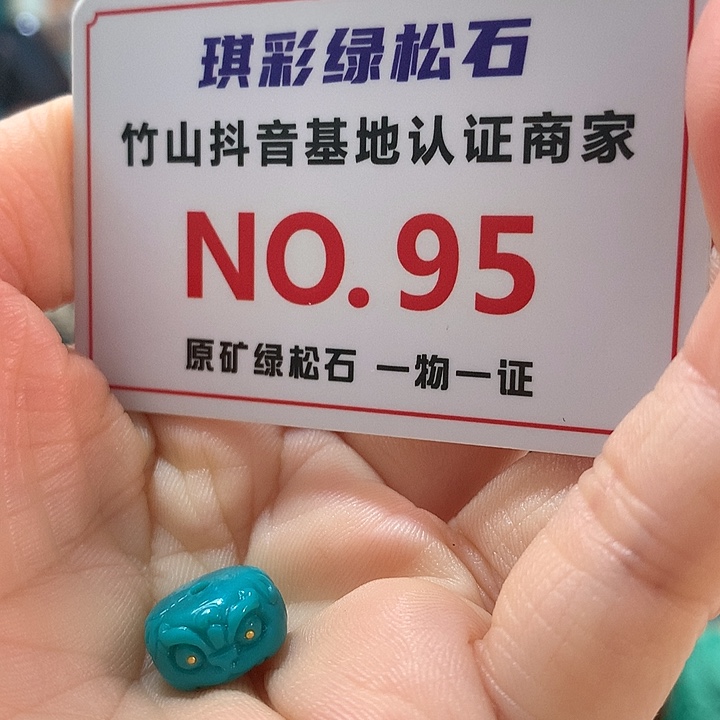 琪彩绿松石
竹山抖音基地认证商家
NO.95
原矿绿松石 一物一证